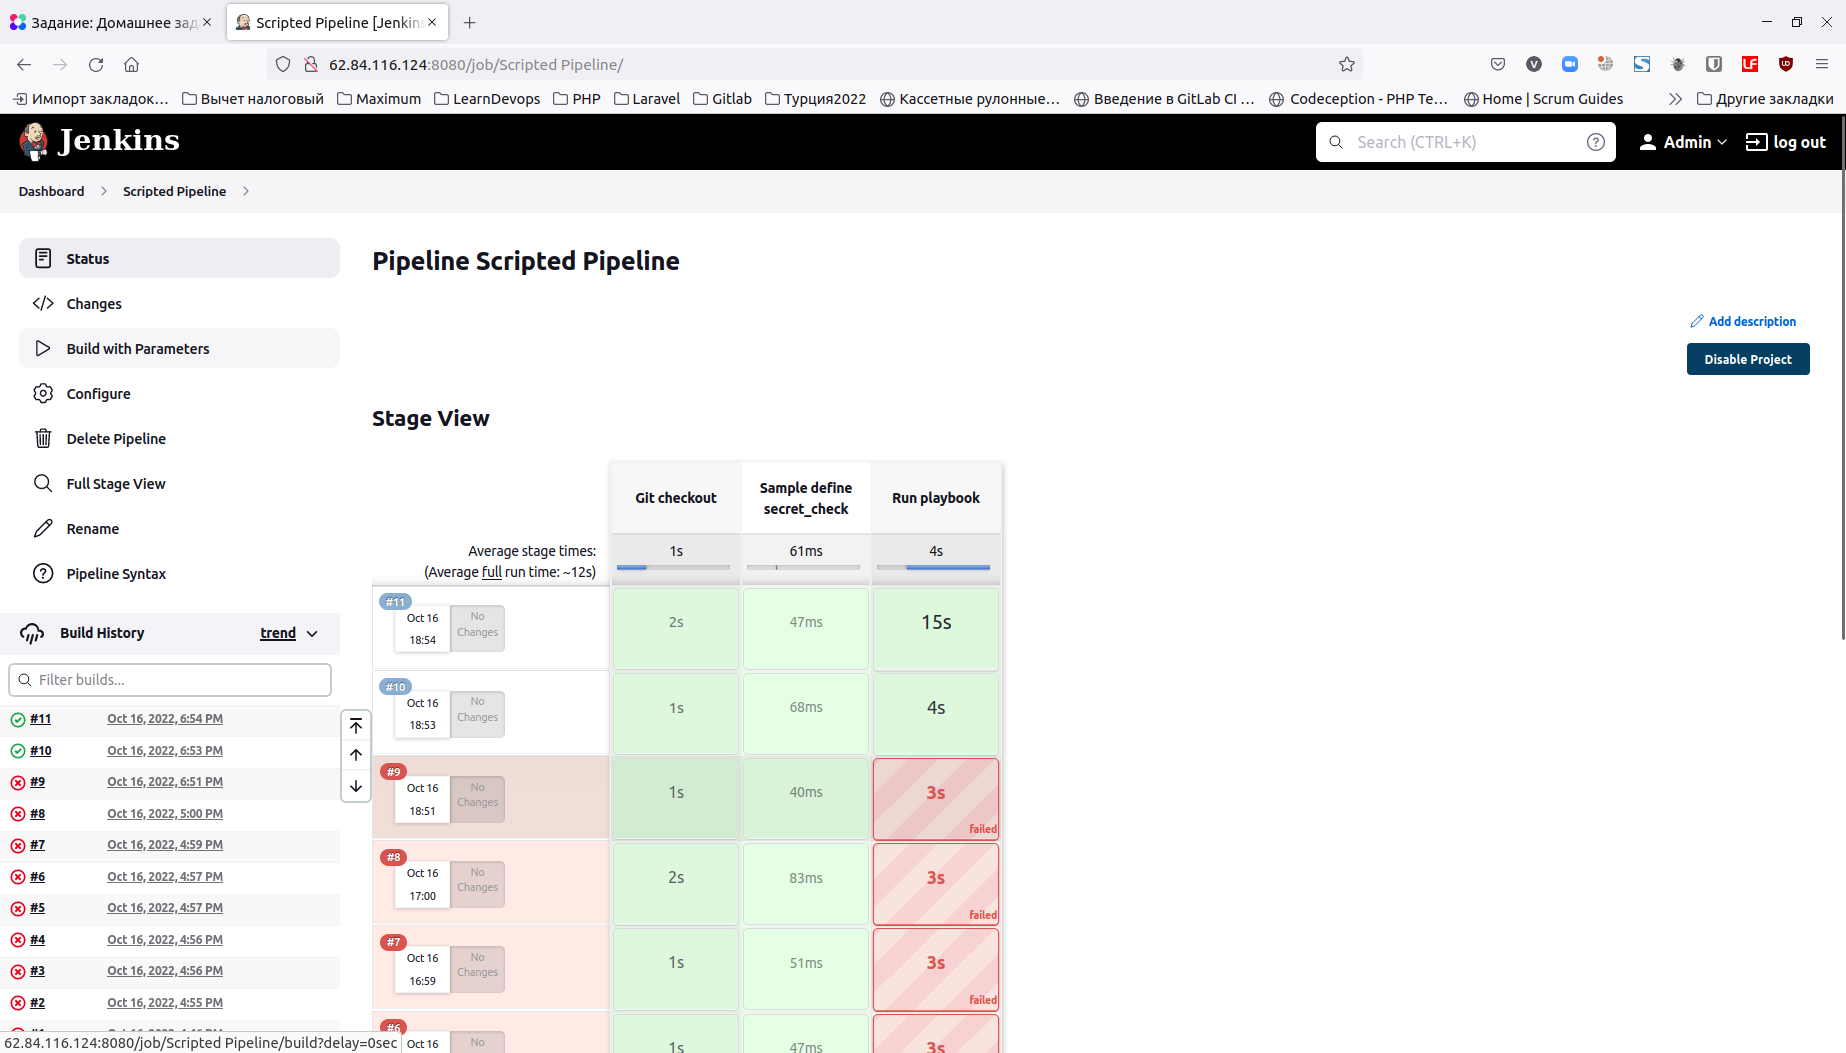 Задание: Домашнее зад
Scripted Pipeline [Jenkins
62.84.116.124:8080/job/Scripted Pipeline/
Импорт закладок…
Вычет налоговый
Maximum
LearnDevops
PHP
Laravel
Gitlab
Турция2022
Кассетные рулонные…
Введение в GitLab CI …
Codeception - PHP Te…
Home | Scrum Guides
Другие закладки
Jenkins
Search (CTRL+K)
Admin
log out
Dashboard
Scripted Pipeline
Status
Changes
Build with Parameters
Configure
Delete Pipeline
Full Stage View
Rename
Pipeline Syntax
Build History
trend
Filter builds...
#11 Oct 16, 2022, 6:54 PM
#10 Oct 16, 2022, 6:53 PM
#9 Oct 16, 2022, 6:51 PM
#8 Oct 16, 2022, 5:00 PM
#7 Oct 16, 2022, 4:59 PM
#6 Oct 16, 2022, 4:57 PM
#5 Oct 16, 2022, 4:57 PM
#4 Oct 16, 2022, 4:56 PM
#3 Oct 16, 2022, 4:56 PM
#2 Oct 16, 2022, 4:55 PM
62.84.116.124:8080/job/Scripted Pipeline/build?delay=0sec
Pipeline Scripted Pipeline
Add description
Disable Project
Stage View
Git checkout
Sample define
secret_check
Run playbook
Average stage times:
(Average full run time: ~12s)
1s
61ms
4s
#11
Oct 16
18:54
No
Changes
2s
47ms
15s
#10
Oct 16
18:53
No
Changes
1s
68ms
4s
#9
Oct 16
18:51
No
Changes
1s
40ms
3s
failed
#8
Oct 16
17:00
No
Changes
2s
83ms
3s
failed
#7
Oct 16
16:59
No
Changes
1s
51ms
3s
failed
#6
Oct 16
No
1s
47ms
3s